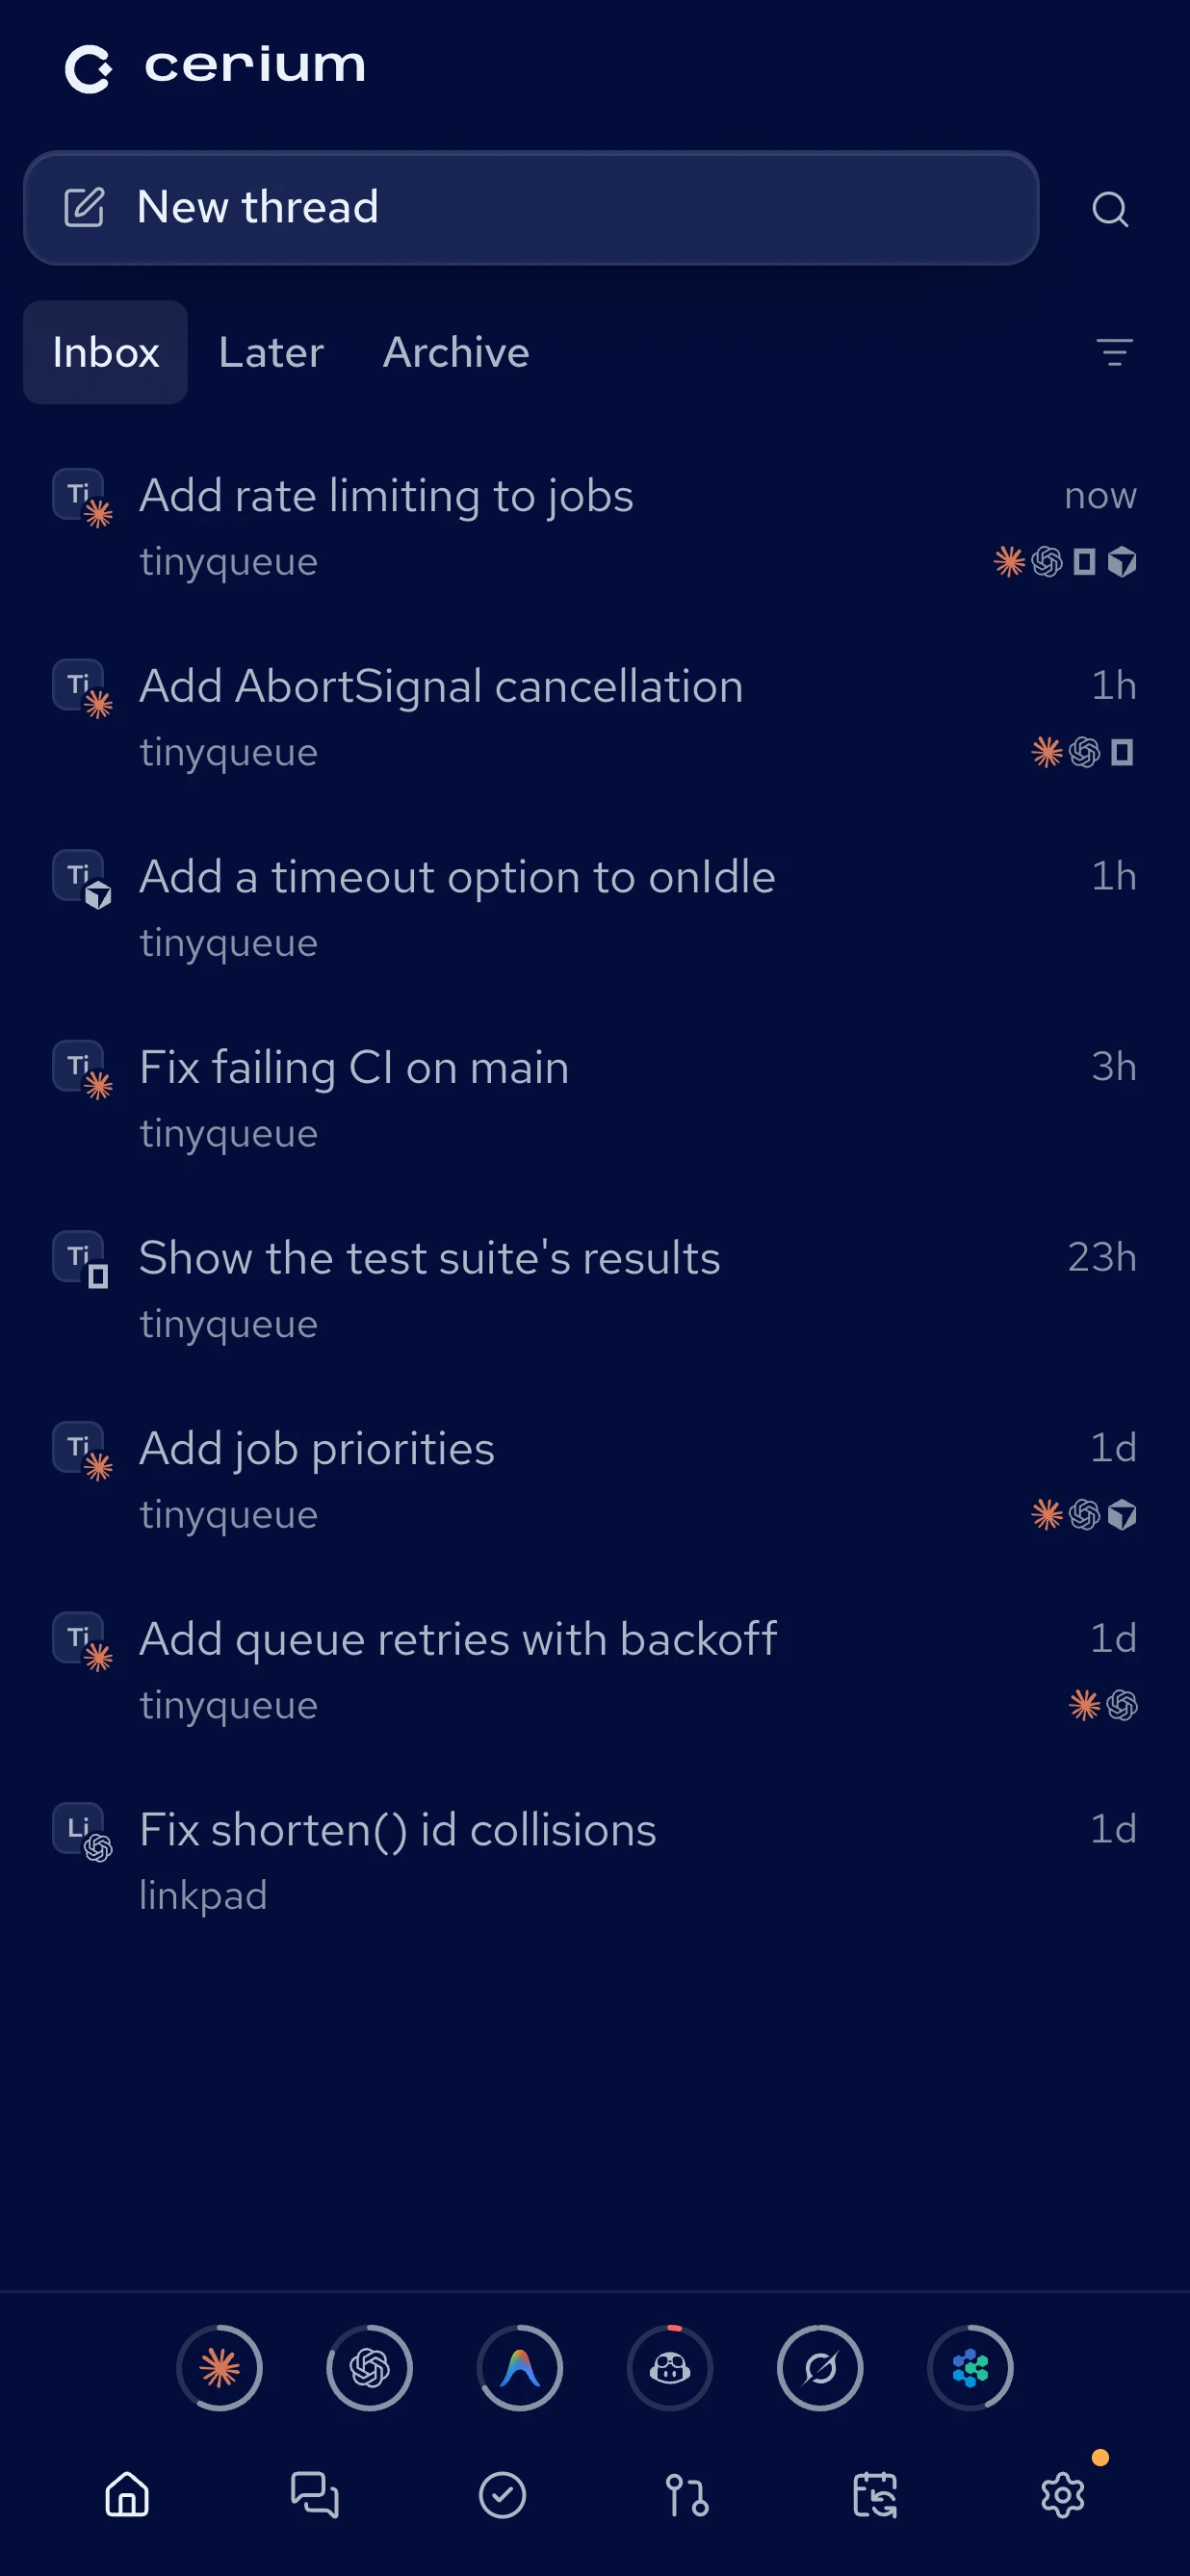 cerium
New thread
Inbox Later Archive
Ti Add rate limiting to jobs now
tinyqueue
Ti Add AbortSignal cancellation 1h
tinyqueue
Ti Add a timeout option to onIdle 1h
tinyqueue
Ti Fix failing CI on main 3h
tinyqueue
Ti Show the test suite's results 23h
tinyqueue
Ti Add job priorities 1d
tinyqueue
Ti Add queue retries with backoff 1d
tinyqueue
Li Fix shorten() id collisions 1d
linkpad